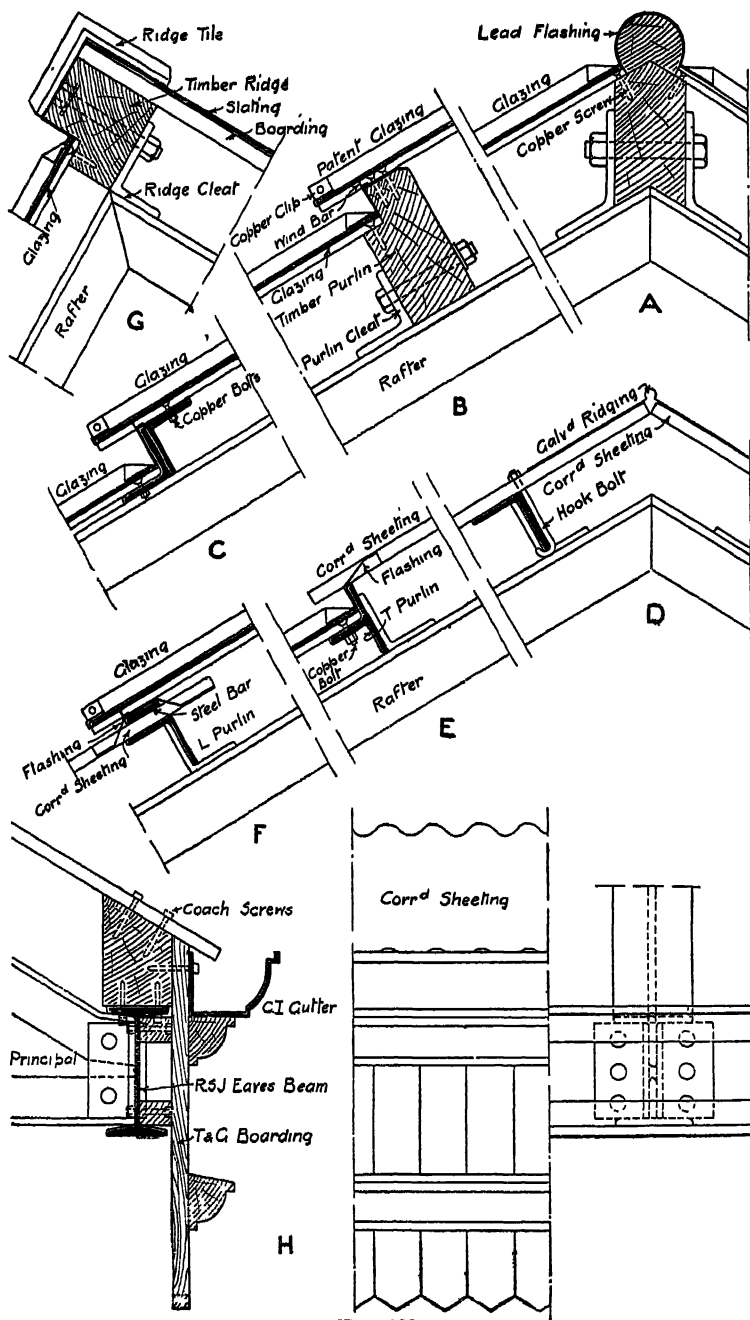 Ridge Tile
Timber Ridge
Slating
Boarding
Ridge Cleat
Glazing
Rafter
G
Lead Flashing
Glazing
Copper Screw
Patent Glazing
Copper Clip
Wind Bar
Glazing
Timber Purlin
Purlin Cleat
Rafter
A
B
Glazing
Copper Bolts
Glazing
C
Galvd Ridging
Corrd Sheeting
Hook Bolt
D
Corrd Sheeting
Flashing
T Purlin
Copper Bolt
Rafter
E
Glazing
Steel Bar
L Purlin
Flashing
Corrd Sheeting
F
Coach Screws
C I Gutter
Principal
RSJ Eaves Beam
T&G Boarding
H
Corrd Sheeting